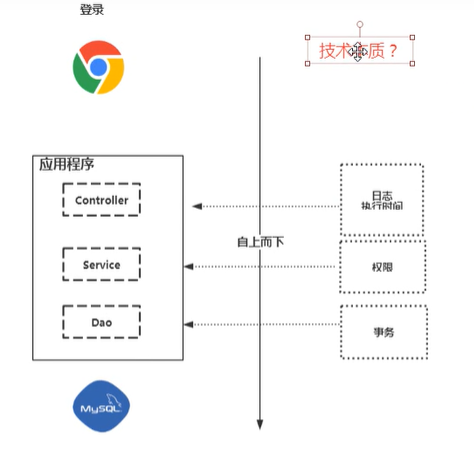 登录
技术本质？
应用程序
Controller
日志
执行时间
自上而下
Service
权限
Dao
事务
MySQL